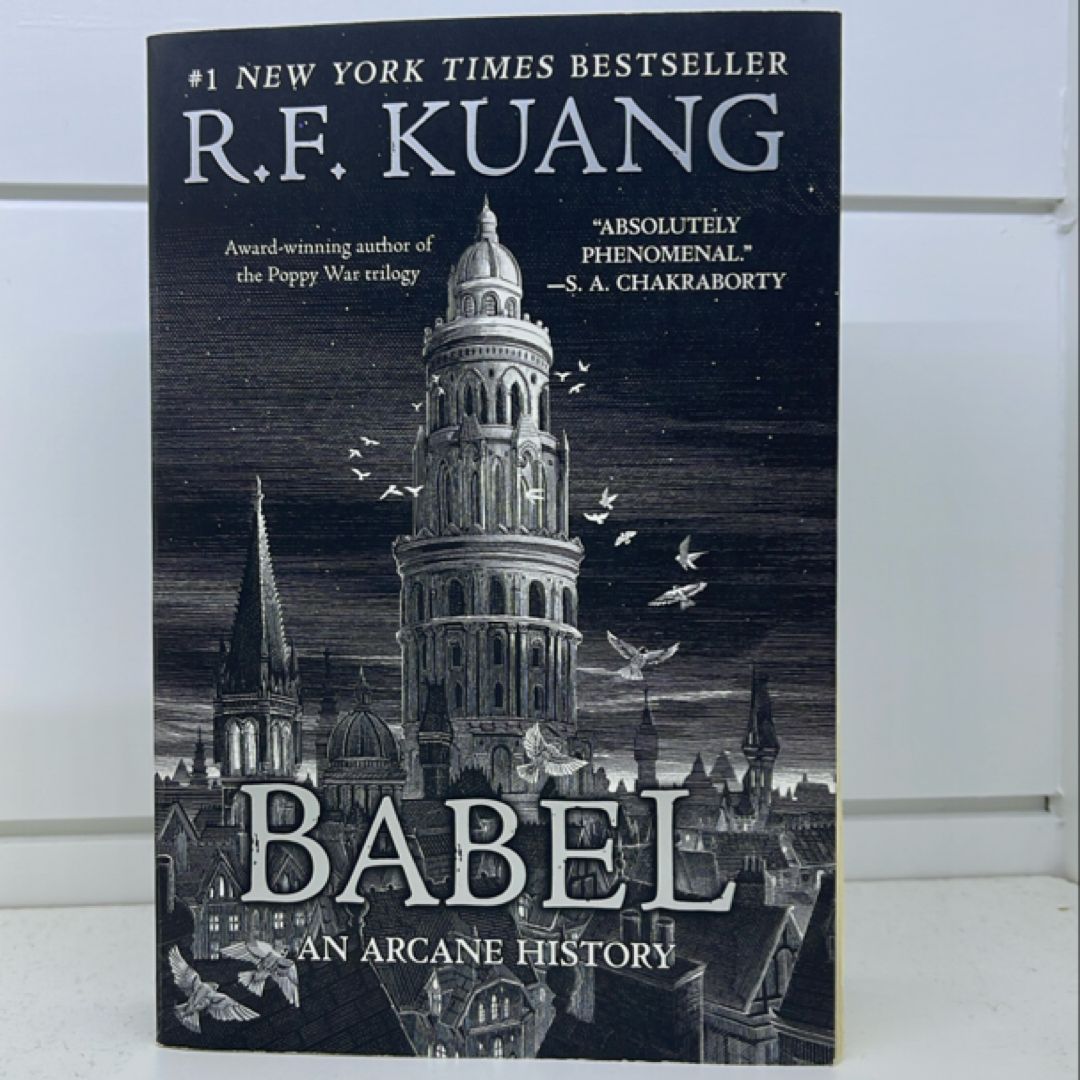 #1 NEW YORK TIMES BESTSELLER
R.F. KUANG
Award-winning author of
the Poppy War trilogy
“ABSOLUTELY
PHENOMENAL.”
—S. A. CHAKRABORTY
BABEL
AN ARCANE HISTORY